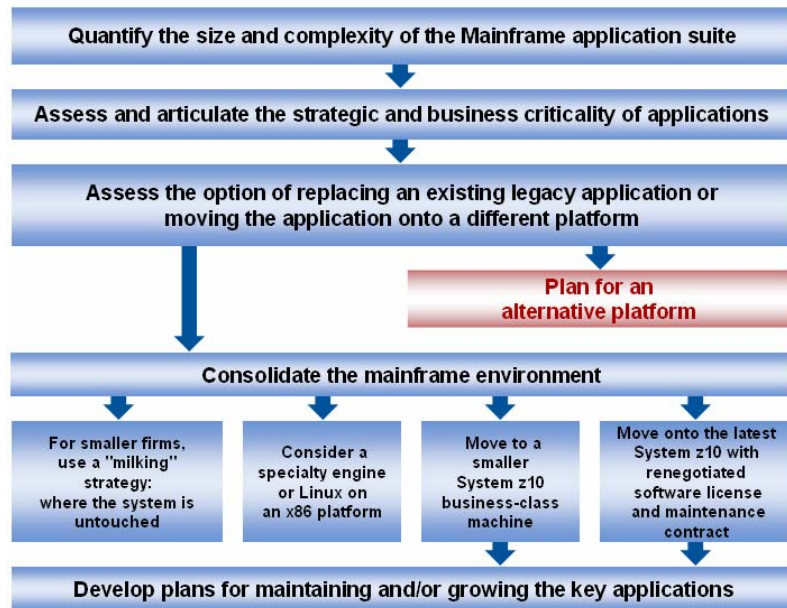 Quantify the size and complexity of the Mainframe application suite
Assess and articulate the strategic and business criticality of applications
Assess the option of replacing an existing legacy application or
moving the application onto a different platform
Plan for an
alternative platform
Consolidate the mainframe environment
For smaller firms,
use a "milking"
strategy:
where the system is
untouched
Consider a
specialty engine
or Linux on
an x86 platform
Move to a
smaller
System z10
business-class
machine
Move onto the latest
System z10 with
renegotiated
software license
and maintenance
contract
Develop plans for maintaining and/or growing the key applications